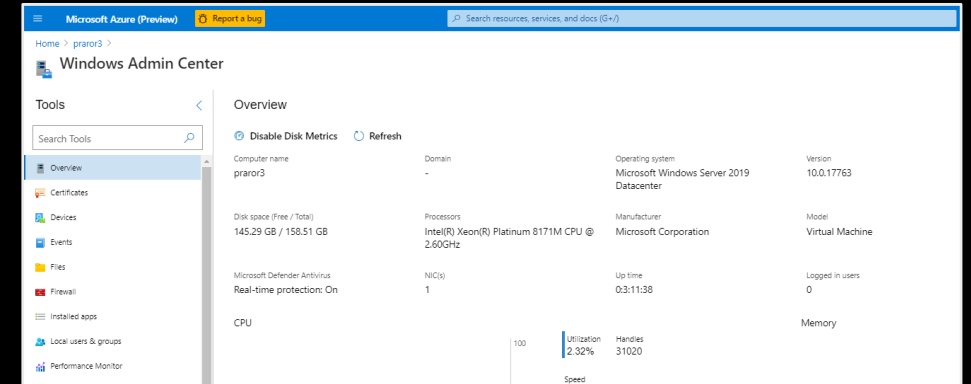 Microsoft Azure (Preview)
Report a bug
Search resources, services, and docs (G+/)
Home > praror3 >
Windows Admin Center
Tools
Search Tools
Overview
Certificates
Devices
Events
Files
Firewall
Installed apps
Local users & groups
Performance Monitor
Overview
Disable Disk Metrics
Refresh
Computer name
praror3
Domain
-
Operating system
Microsoft Windows Server 2019
Datacenter
Version
10.0.17763
Disk space (Free / Total)
145.29 GB / 158.51 GB
Processors
Intel(R) Xeon(R) Platinum 8171M CPU @
2.60GHz
Manufacturer
Microsoft Corporation
Model
Virtual Machine
Microsoft Defender Antivirus
Real-time protection: On
NIC(s)
1
Up time
0:3:11:38
Logged in users
0
CPU
100
Utilization
2.32%
Handles
31020
Speed
Memory